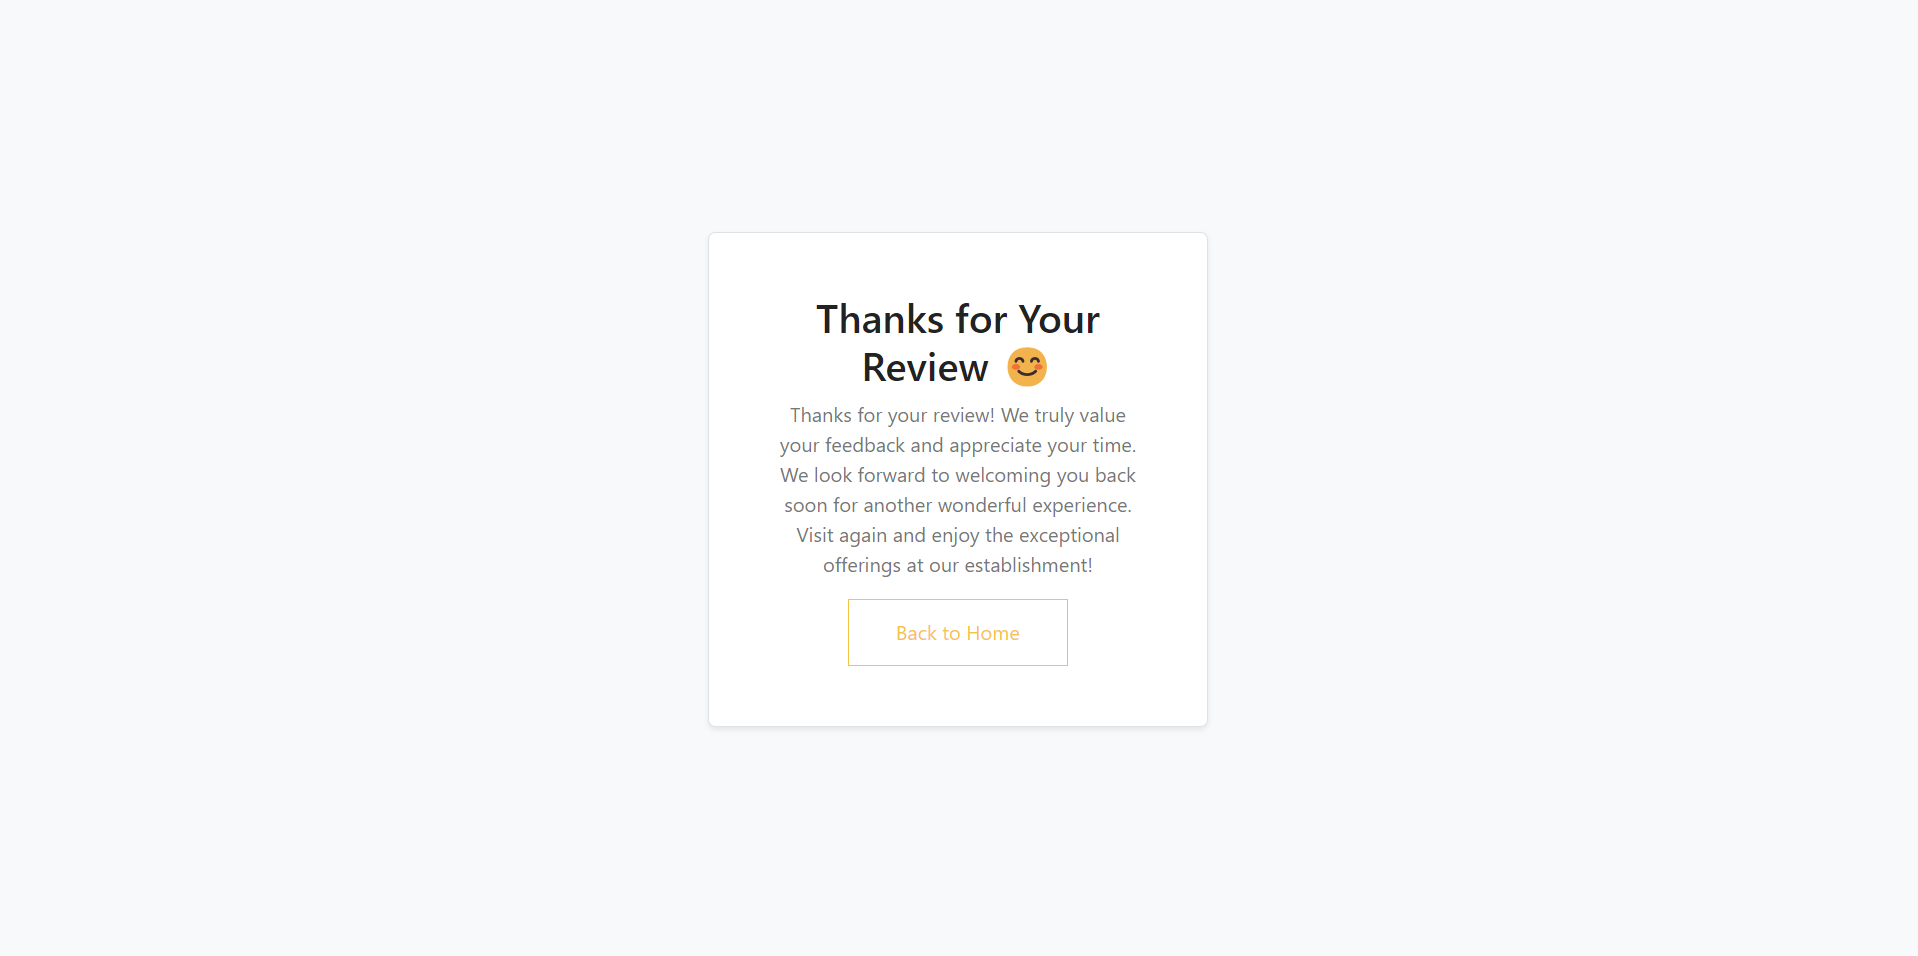 Thanks for Your
Review 😊
Thanks for your review! We truly value
your feedback and appreciate your time.
We look forward to welcoming you back
soon for another wonderful experience.
Visit again and enjoy the exceptional
offerings at our establishment!
Back to Home